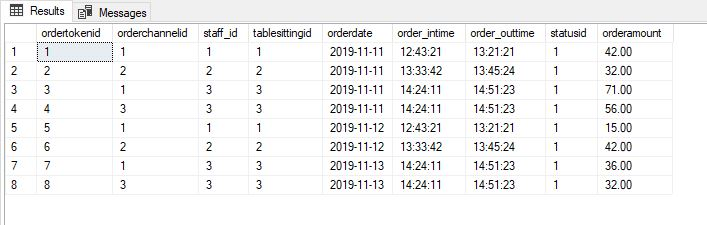 Results Messages
ordertokenid orderchannelid staff_id tablesittingid orderdate order_intime order_outtime statusid orderamount
1 1 1 1 1 2019-11-11 12:43:21 13:21:21 1 42.00
2 2 2 2 2 2019-11-11 13:33:42 13:45:24 1 32.00
3 3 1 3 3 2019-11-11 14:24:11 14:51:23 1 71.00
4 4 3 3 3 2019-11-11 14:24:11 14:51:23 1 56.00
5 5 1 1 1 2019-11-12 12:43:21 13:21:21 1 15.00
6 6 2 2 2 2019-11-12 13:33:42 13:45:24 1 42.00
7 7 1 3 3 2019-11-13 14:24:11 14:51:23 1 36.00
8 8 3 3 3 2019-11-13 14:24:11 14:51:23 1 32.00